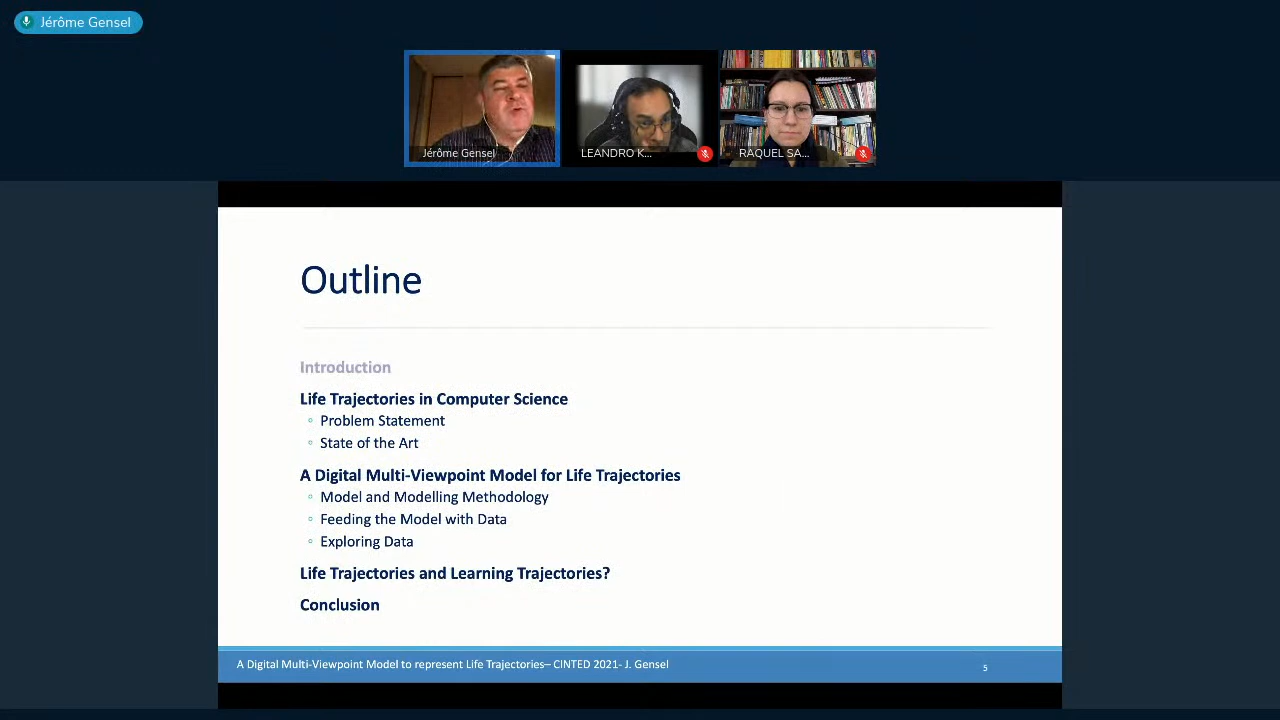 Jérôme Gensel
Jérôme Gensel
LEANDRO K...
RAQUEL SA...
Outline
Introduction
Life Trajectories in Computer Science
◦ Problem Statement
◦ State of the Art
A Digital Multi-Viewpoint Model for Life Trajectories
◦ Model and Modelling Methodology
◦ Feeding the Model with Data
◦ Exploring Data
Life Trajectories and Learning Trajectories?
Conclusion
A Digital Multi-Viewpoint Model to represent Life Trajectories– CINTED 2021- J. Gensel
5